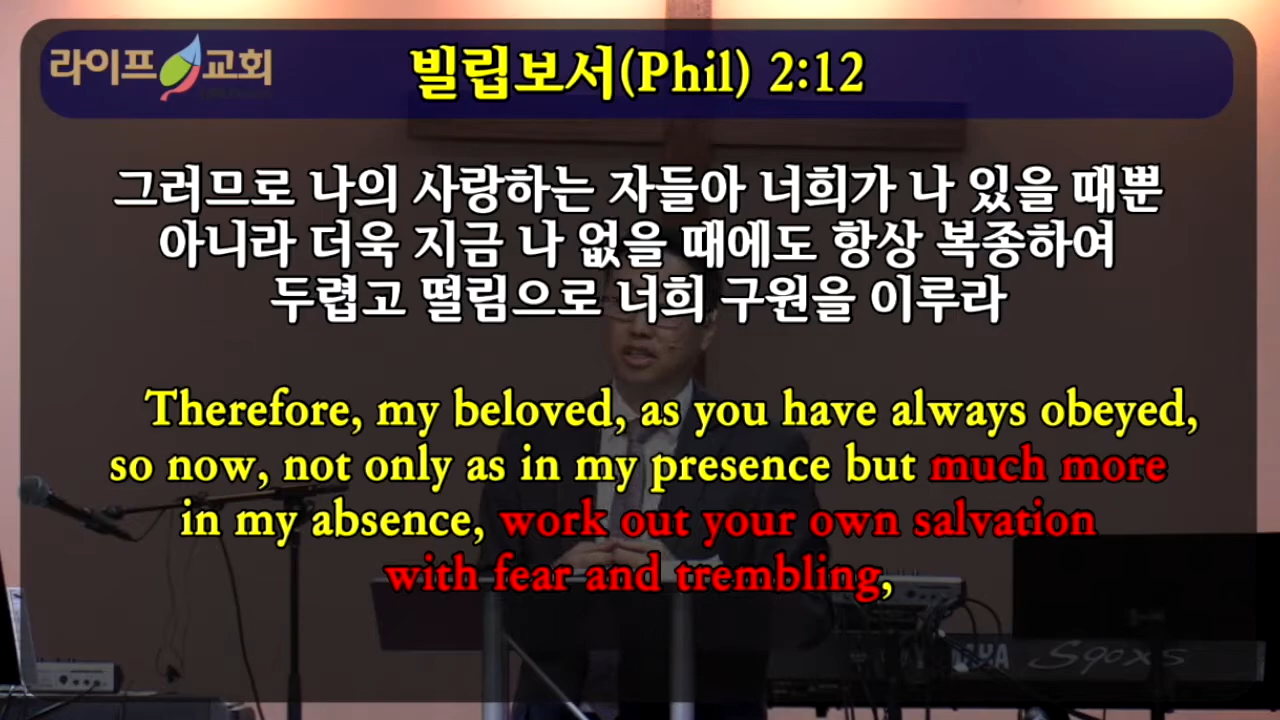 라이프 교회
빌립보서(Phil) 2:12
그러므로 나의 사랑하는 자들아 너희가 나 있을 때뿐
아니라 더욱 지금 나 없을 때에도 항상 복종하여
두렵고 떨림으로 너희 구원을 이루라
Therefore, my beloved, as you have always obeyed,
so now, not only as in my presence but much more
in my absence, work out your own salvation
with fear and trembling,
S90XS